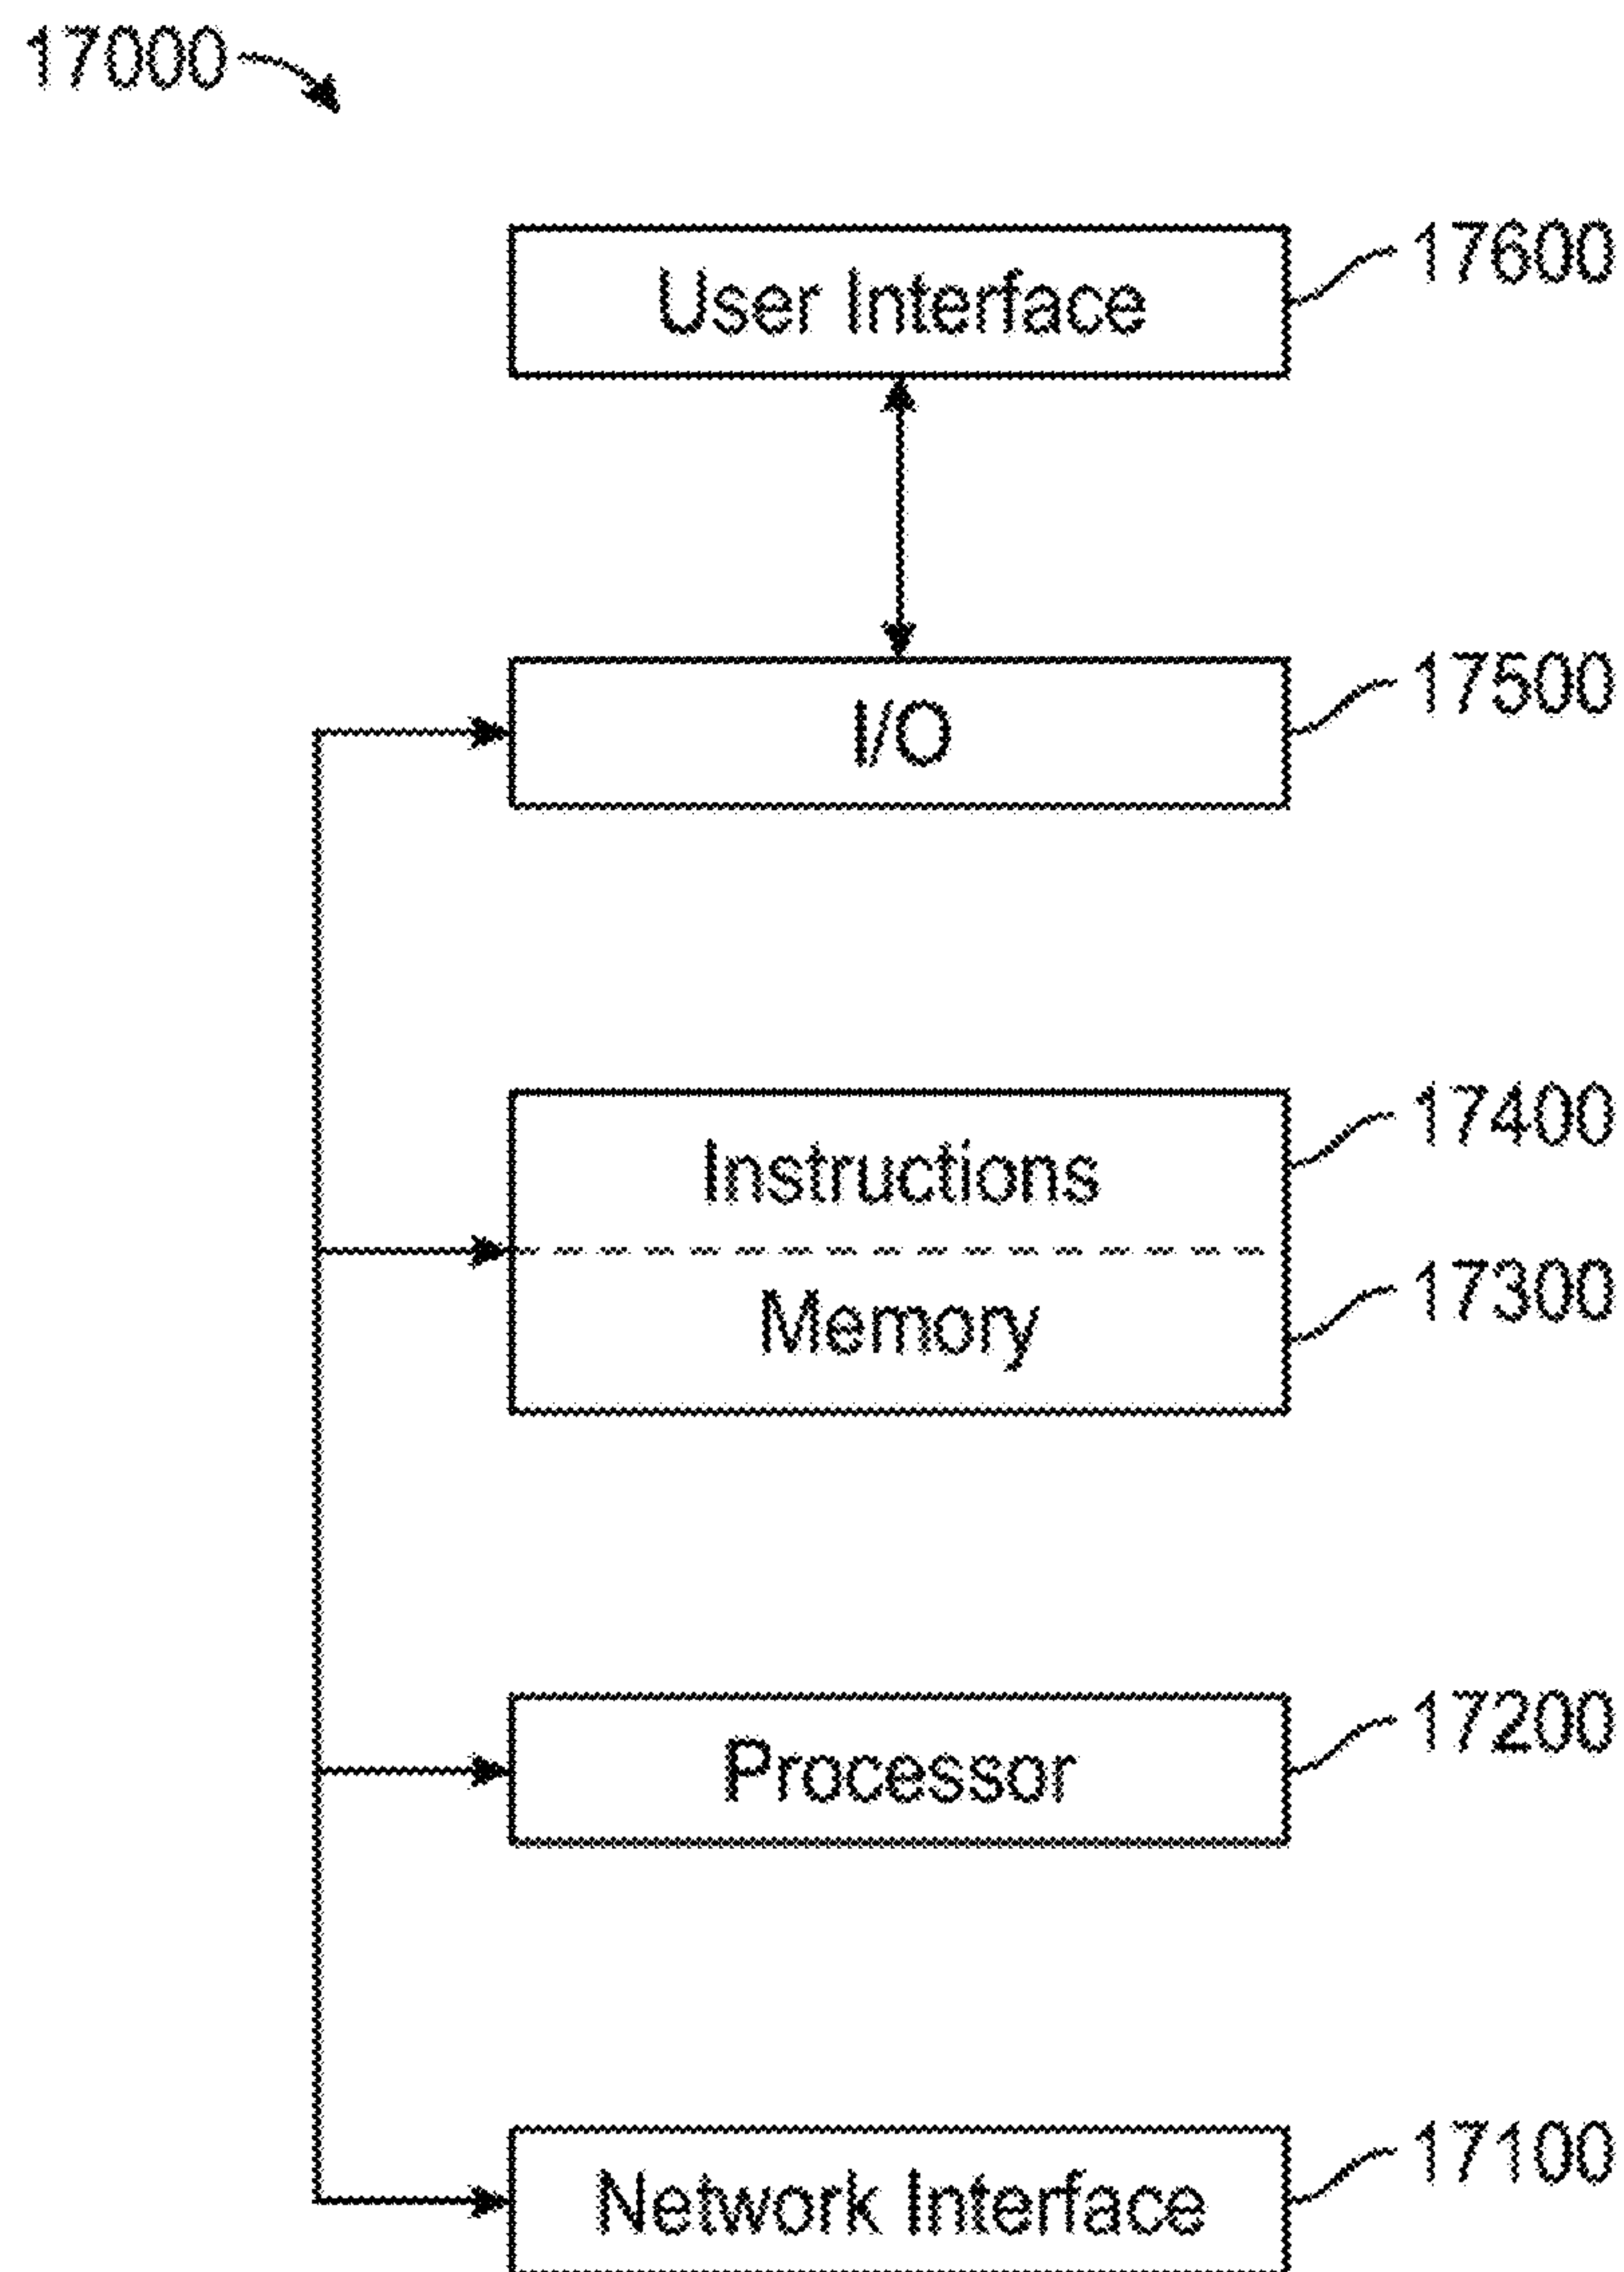 17000
User Interface 17600
I/O 17500
Instructions 17400
Memory 17300
Processor 17200
Network Interface 17100